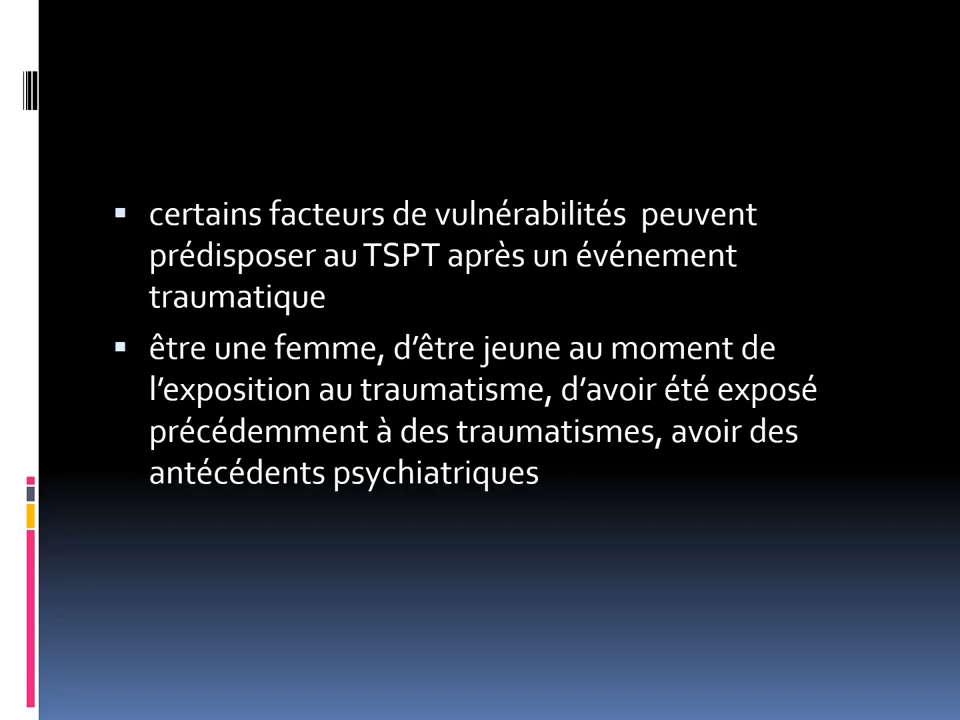 ▪ certains facteurs de vulnérabilités  peuvent
prédisposer au TSPT après un événement
traumatique
▪ être une femme, d’être jeune au moment de
l’exposition au traumatisme, d’avoir été exposé
précédemment à des traumatismes, avoir des
antécédents psychiatriques